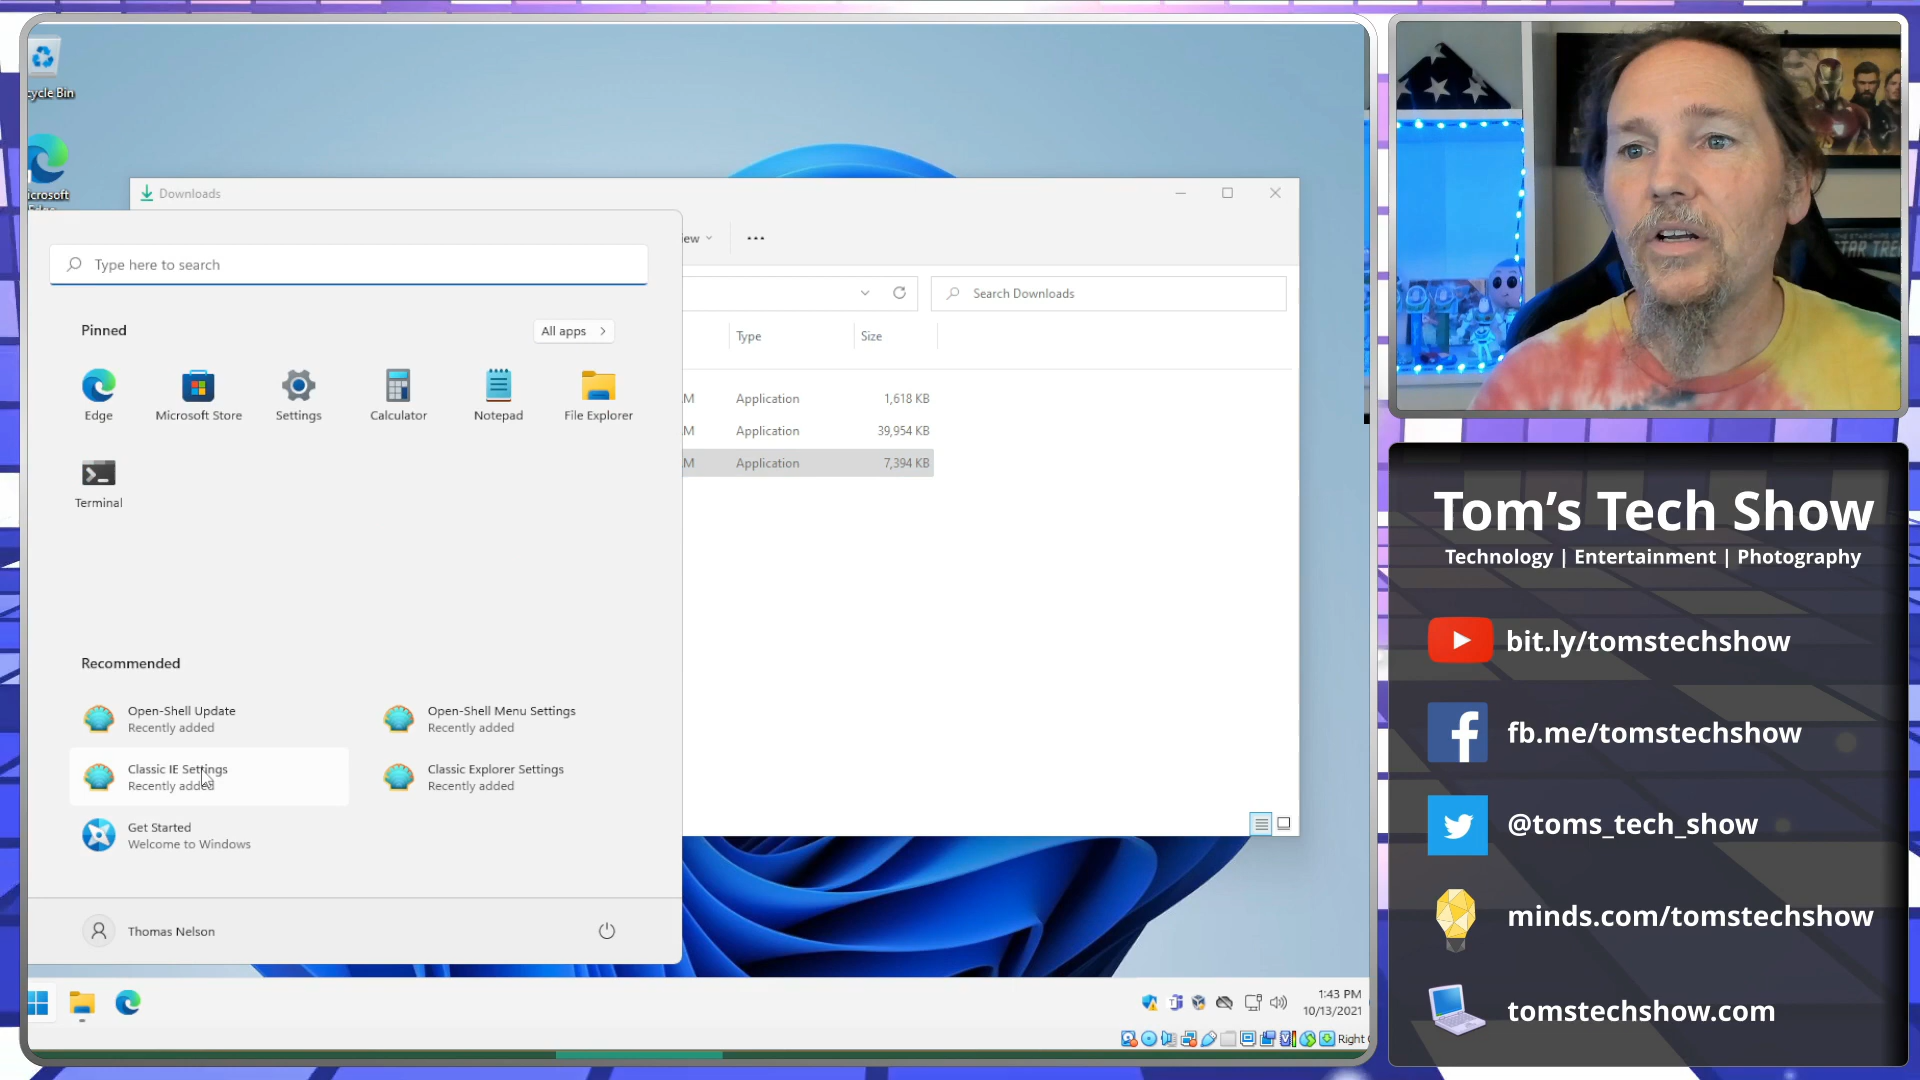 cycle Bin
icrosoft
Edge
Downloads
iew
Search Downloads
Type
Size
M
Application
1,618 KB
M
Application
39,954 KB
M
Application
7,394 KB
Type here to search
Pinned
All apps
Edge
Microsoft Store
Settings
Calculator
Notepad
File Explorer
Terminal
Recommended
Open-Shell Update
Recently added
Open-Shell Menu Settings
Recently added
Classic IE Settings
Recently added
Classic Explorer Settings
Recently added
Get Started
Welcome to Windows
Thomas Nelson
1:43 PM
10/13/2021
Right
STAR TRE
Tom's Tech Show
Technology | Entertainment | Photography
bit.ly/tomstechshow
fb.me/tomstechshow
@toms_tech_show
minds.com/tomstechshow
tomstechshow.com